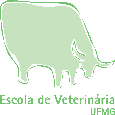 Escola de Veterinária
UFMG